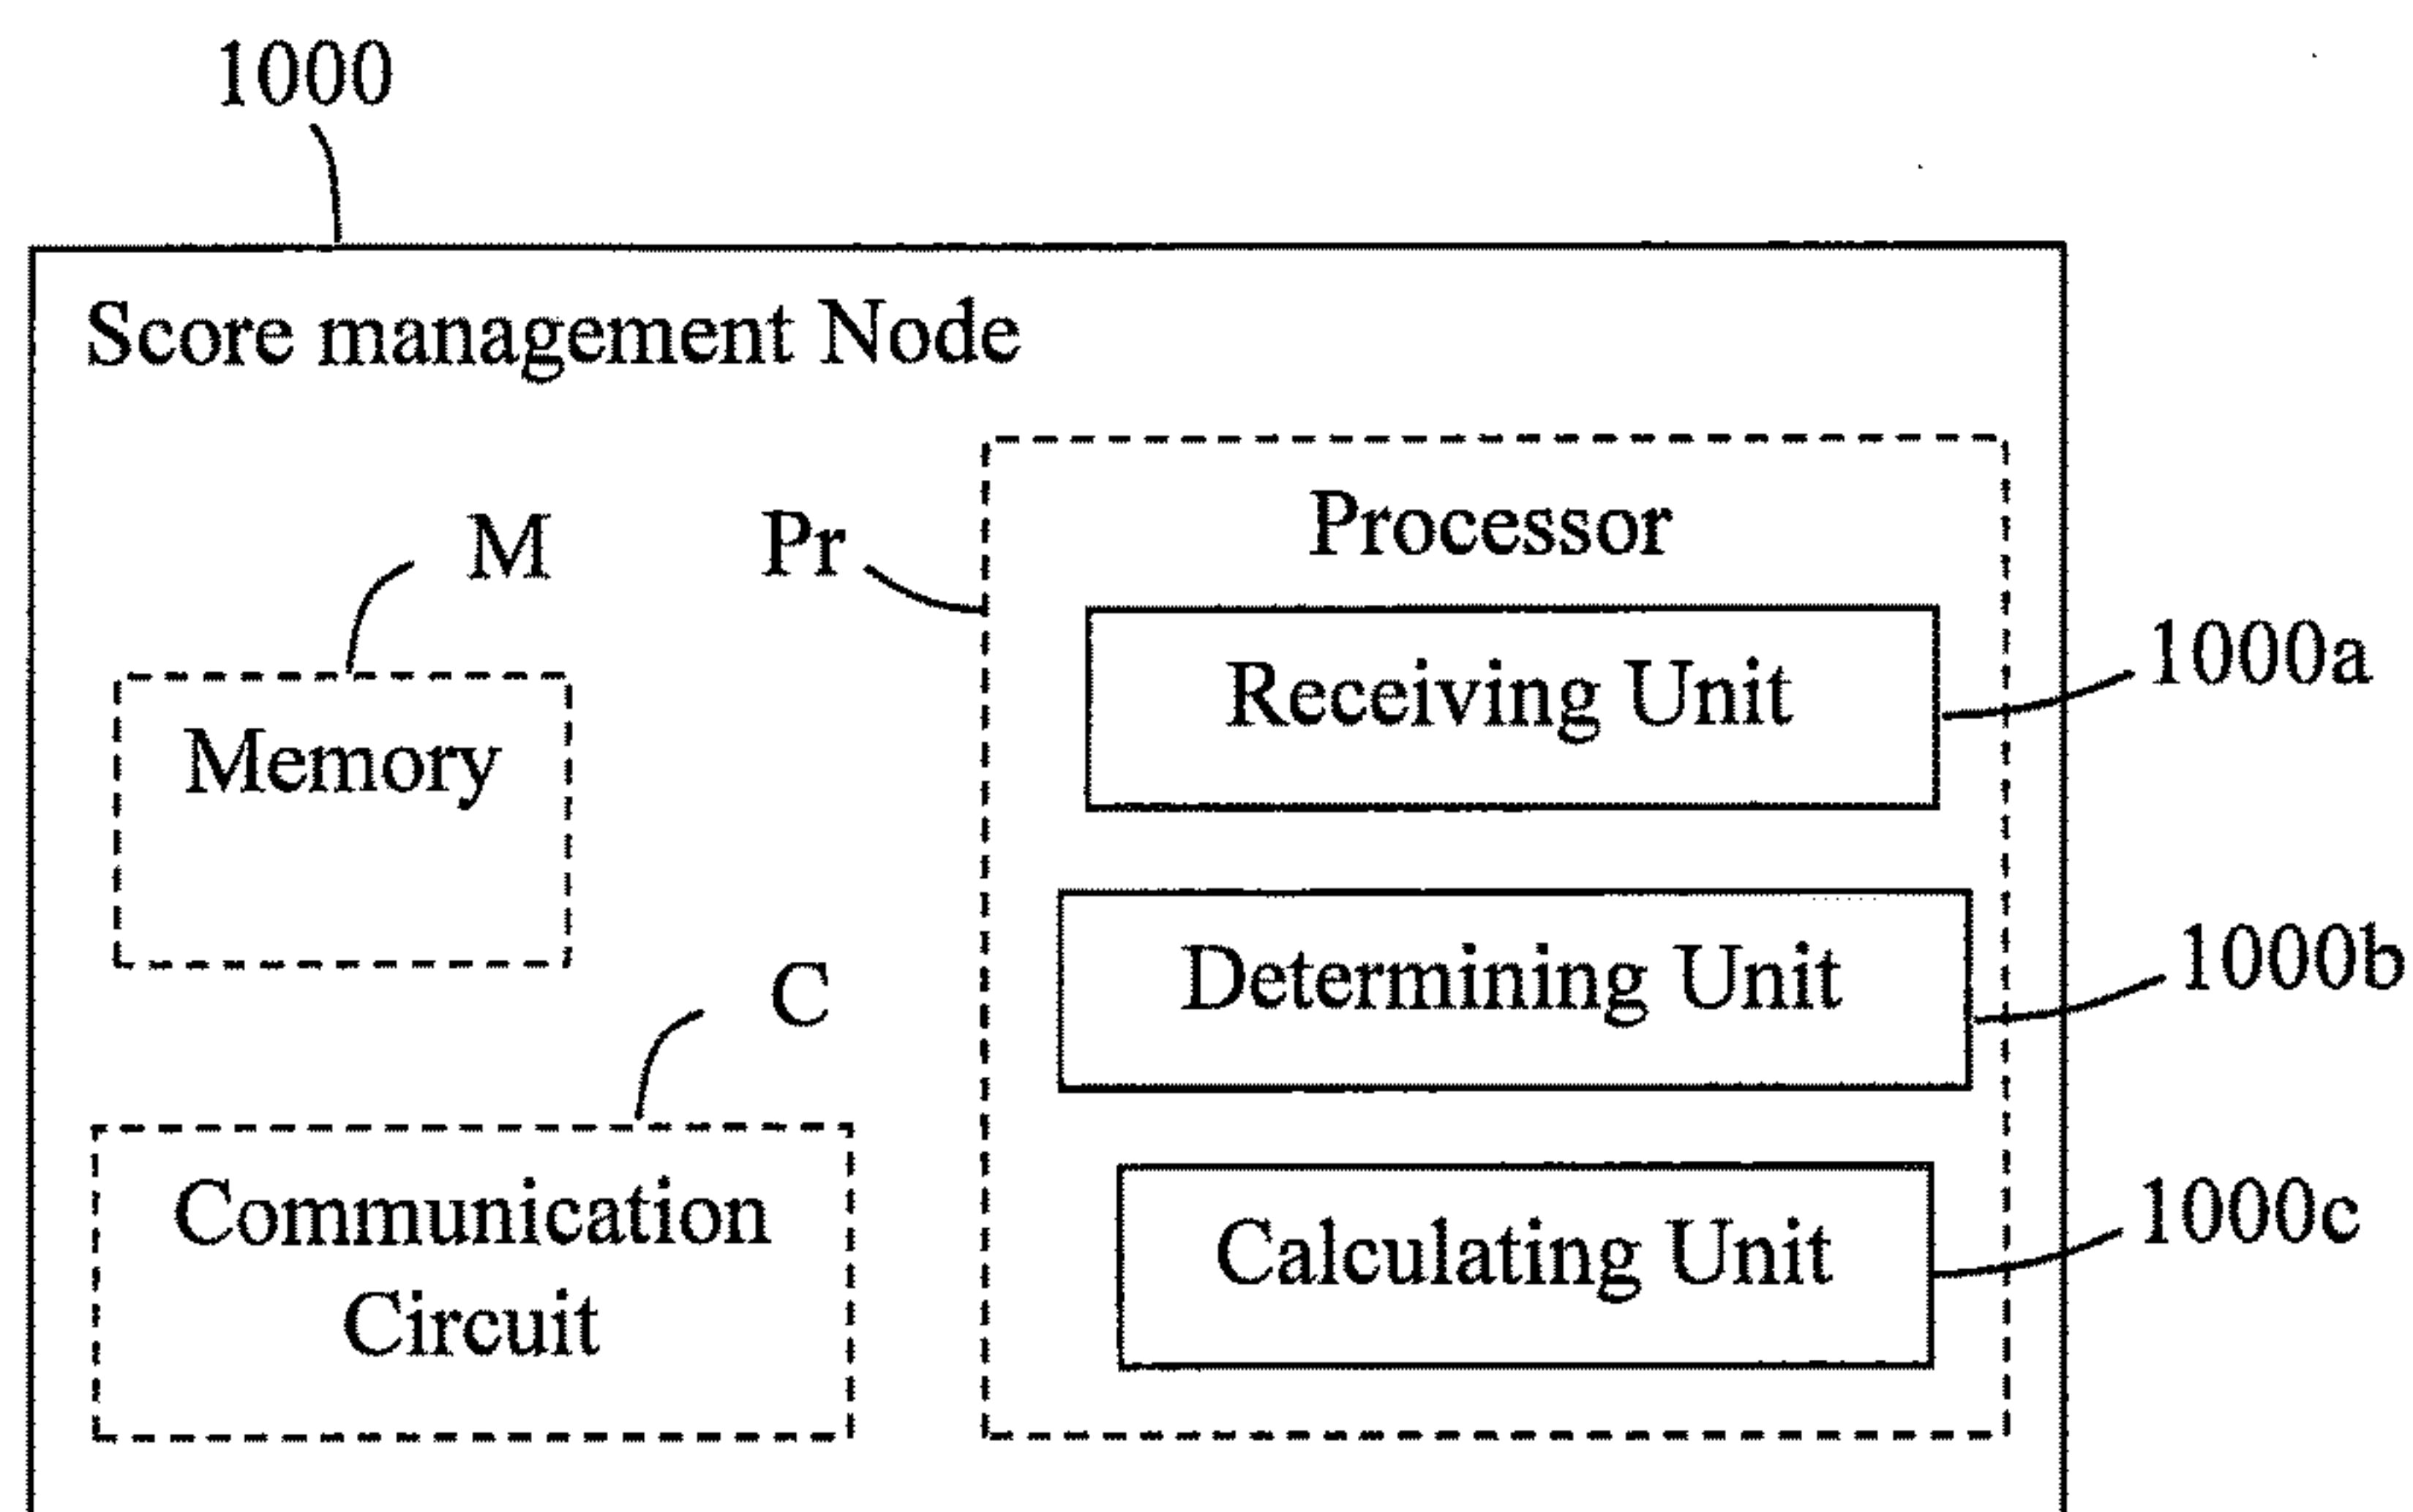 1000
Score management Node
M
Pr
Processor
Receiving Unit
1000a
Memory
Determining Unit
1000b
C
Communication
Circuit
Calculating Unit
1000c